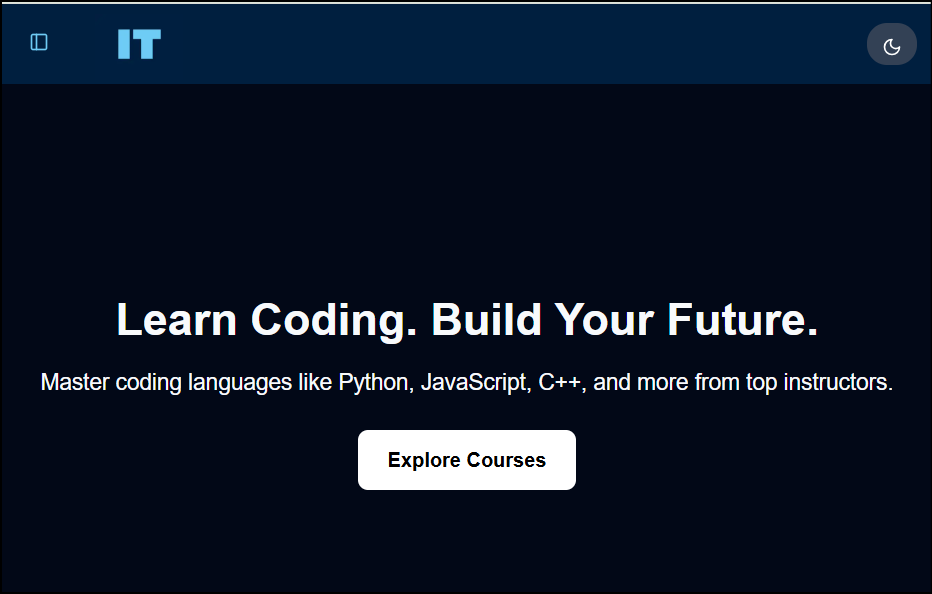 IT
Learn Coding. Build Your Future.
Master coding languages like Python, JavaScript, C++, and more from top instructors.
Explore Courses